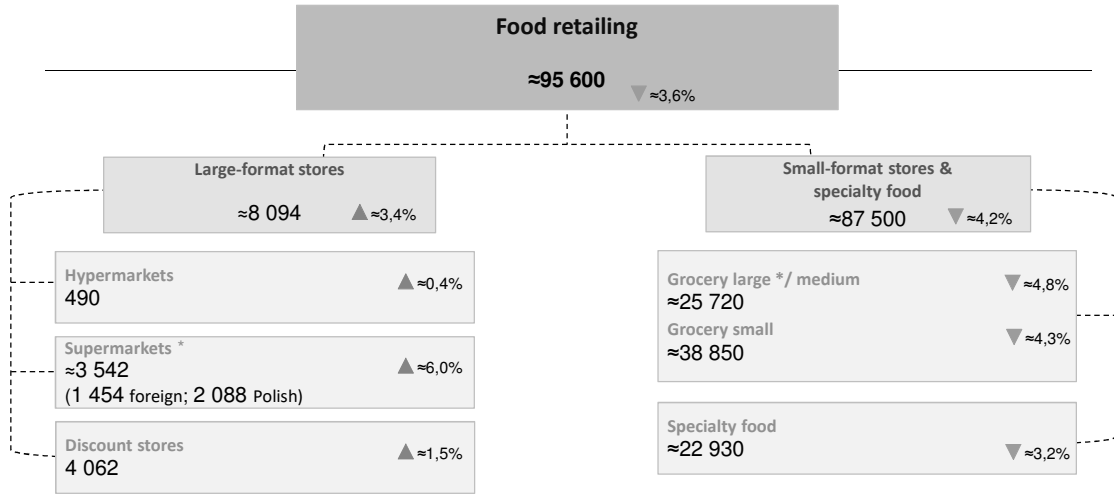 Food retailing
≈95 600
▼ ≈3,6%
Large-format stores
≈8 094 ▲ ≈3,4%
Hypermarkets
490 ▲ ≈0,4%
Supermarkets *
≈3 542 ▲ ≈6,0%
(1 454 foreign; 2 088 Polish)
Discount stores
4 062 ▲ ≈1,5%
Small-format stores &
specialty food
≈87 500 ▼ ≈4,2%
Grocery large */ medium
≈25 720 ▼ ≈4,8%
Grocery small
≈38 850 ▼ ≈4,3%
Specialty food
≈22 930 ▼ ≈3,2%